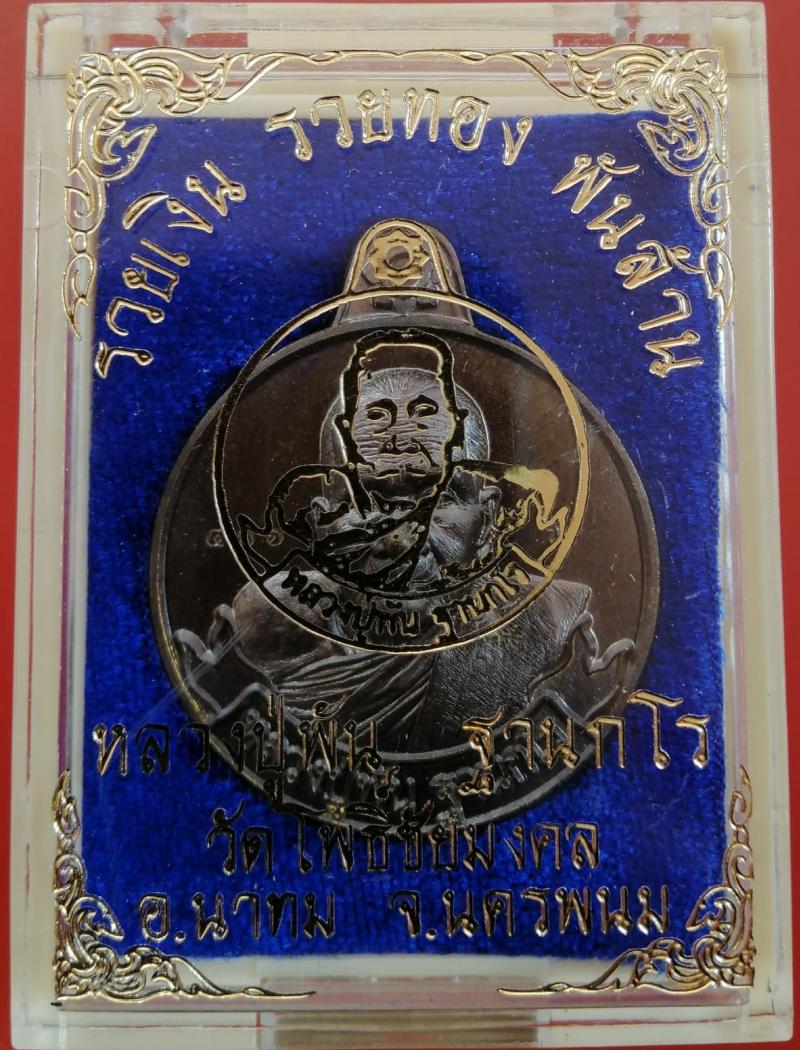 รวยเงิน รวยทอง พันล้าน
หลวงปู่พัน ฐานกโร
หลวงปู่พัน ฐานกโร
วัดโพธิ์ชัยมงคล
อ.นาทม จ.นครพนม